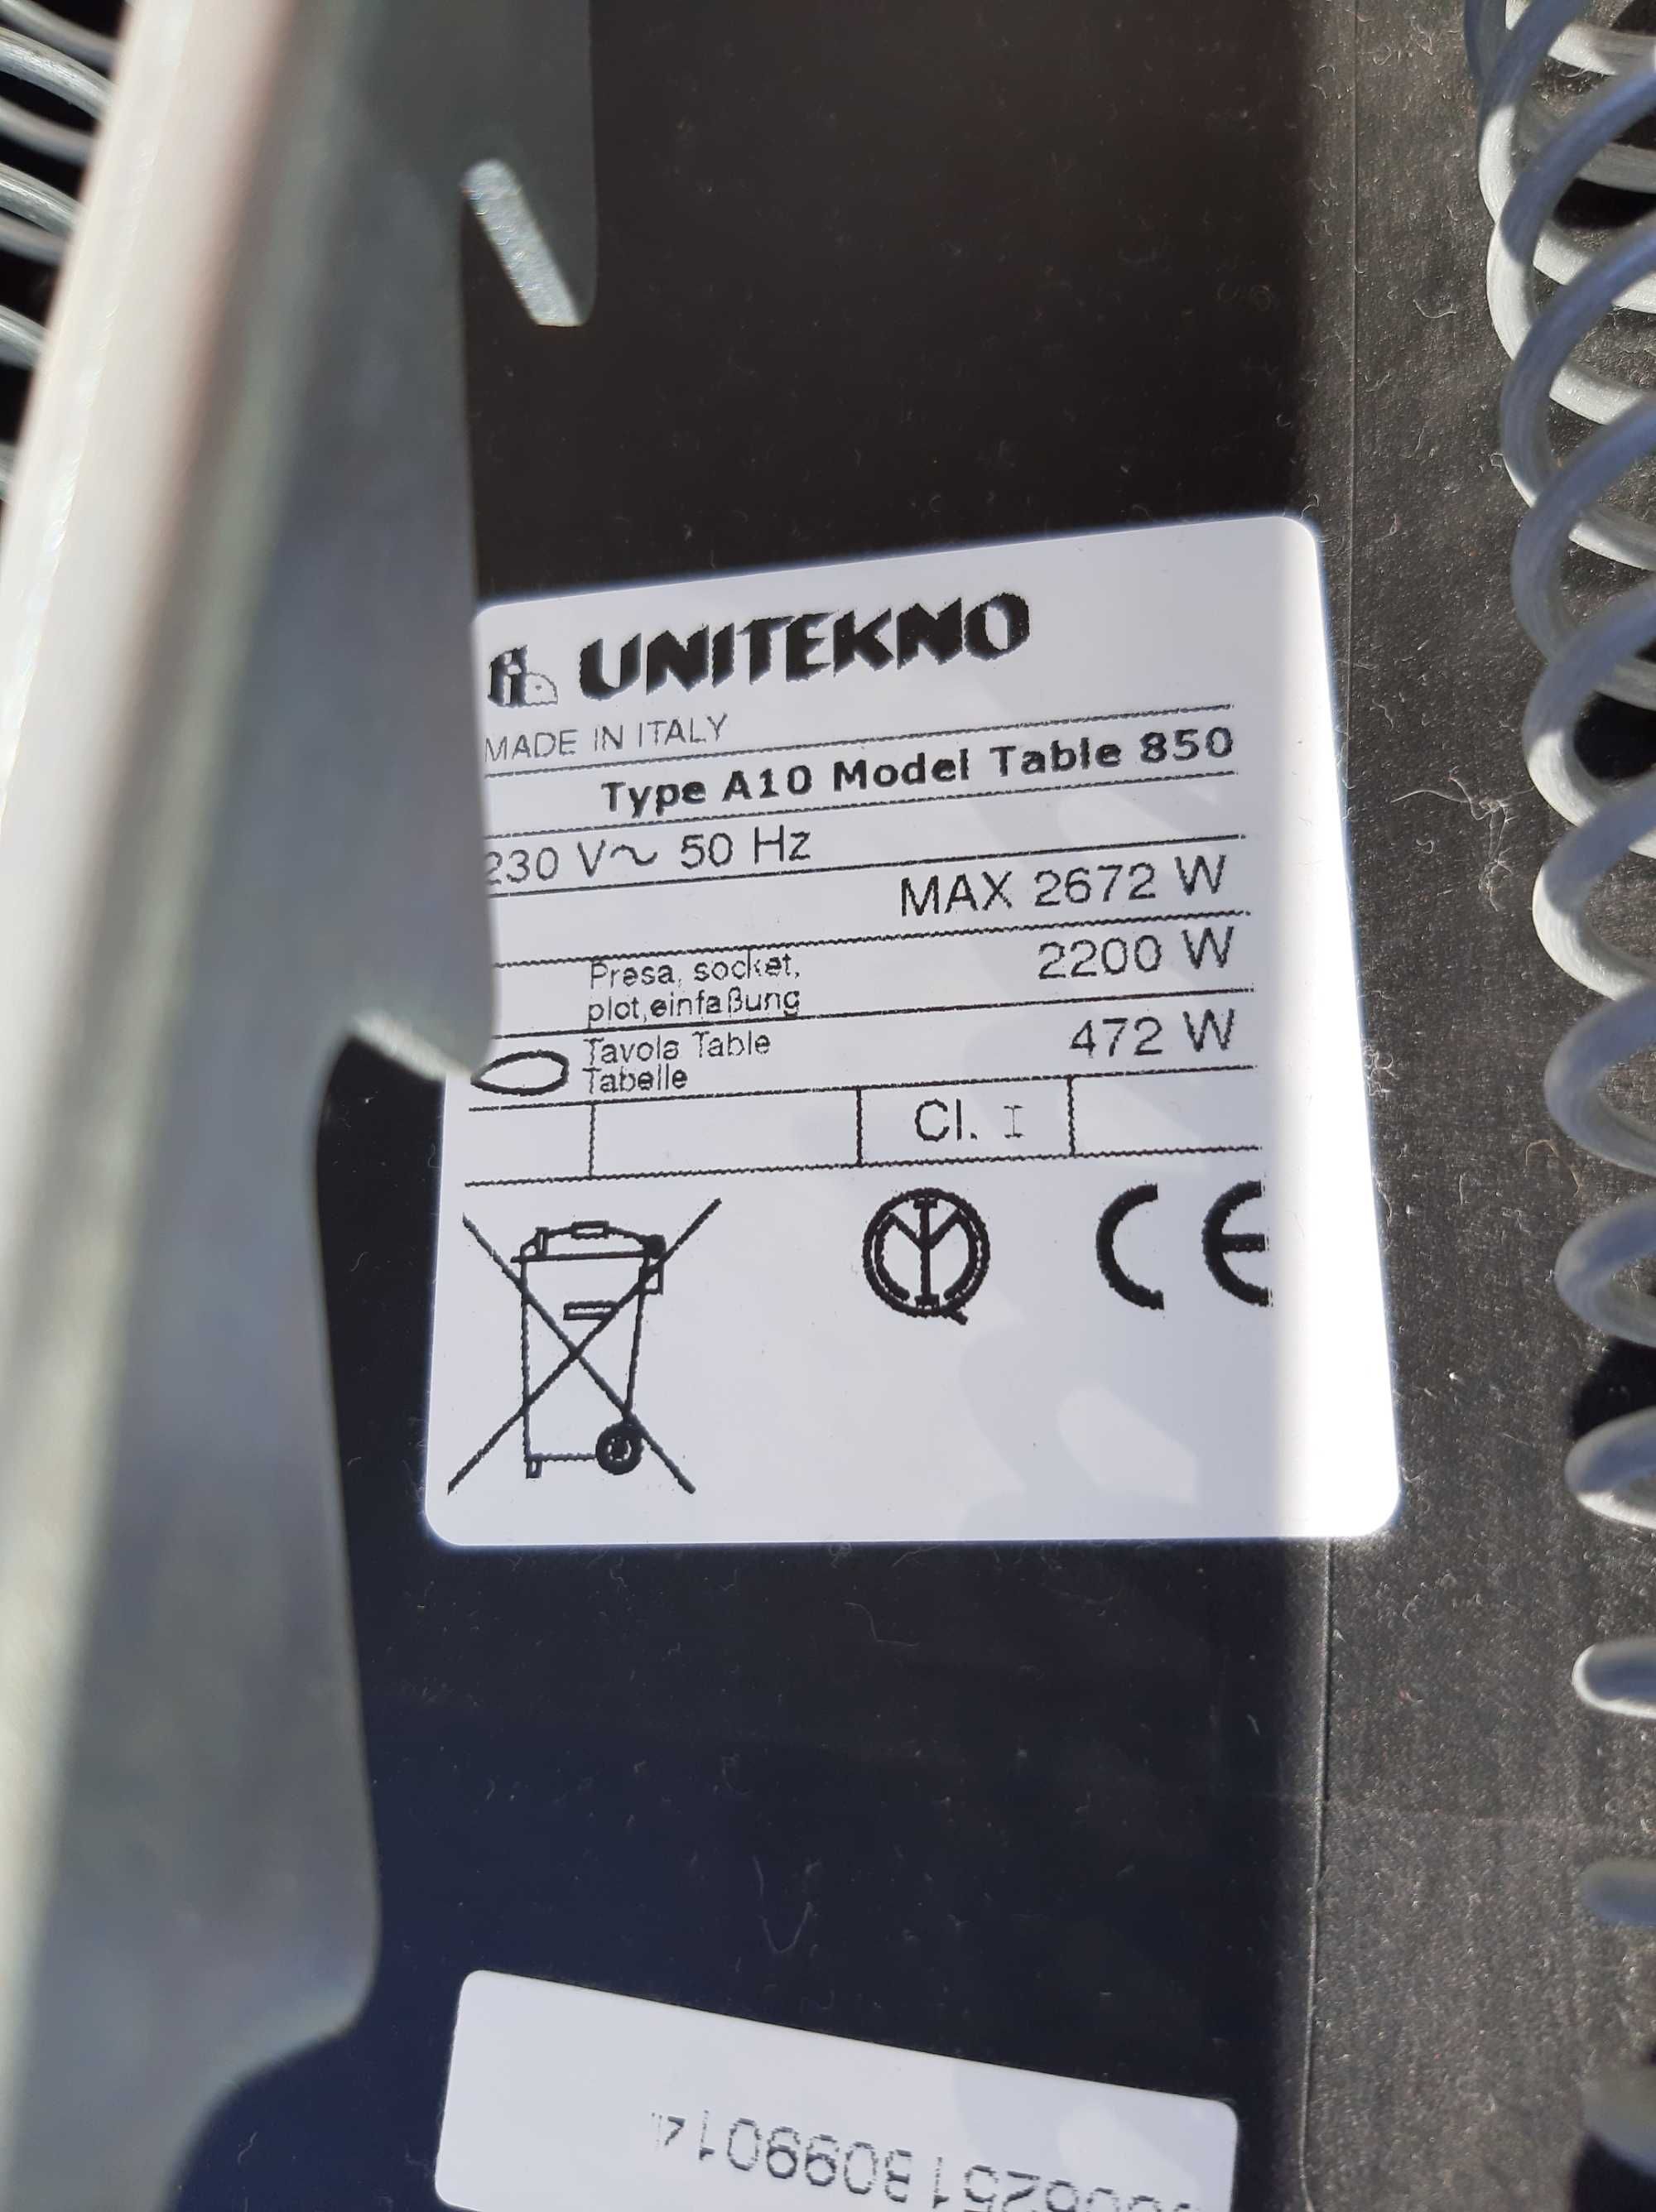 UNITEKNO
MADE IN ITALY
Type A10 Model Table 850
230 V~ 50 Hz
MAX 2672 W
Presa, socket, 2200 W
plot,einfaßung
Tavola Table 472 W
Tabelle
Cl. I
CE